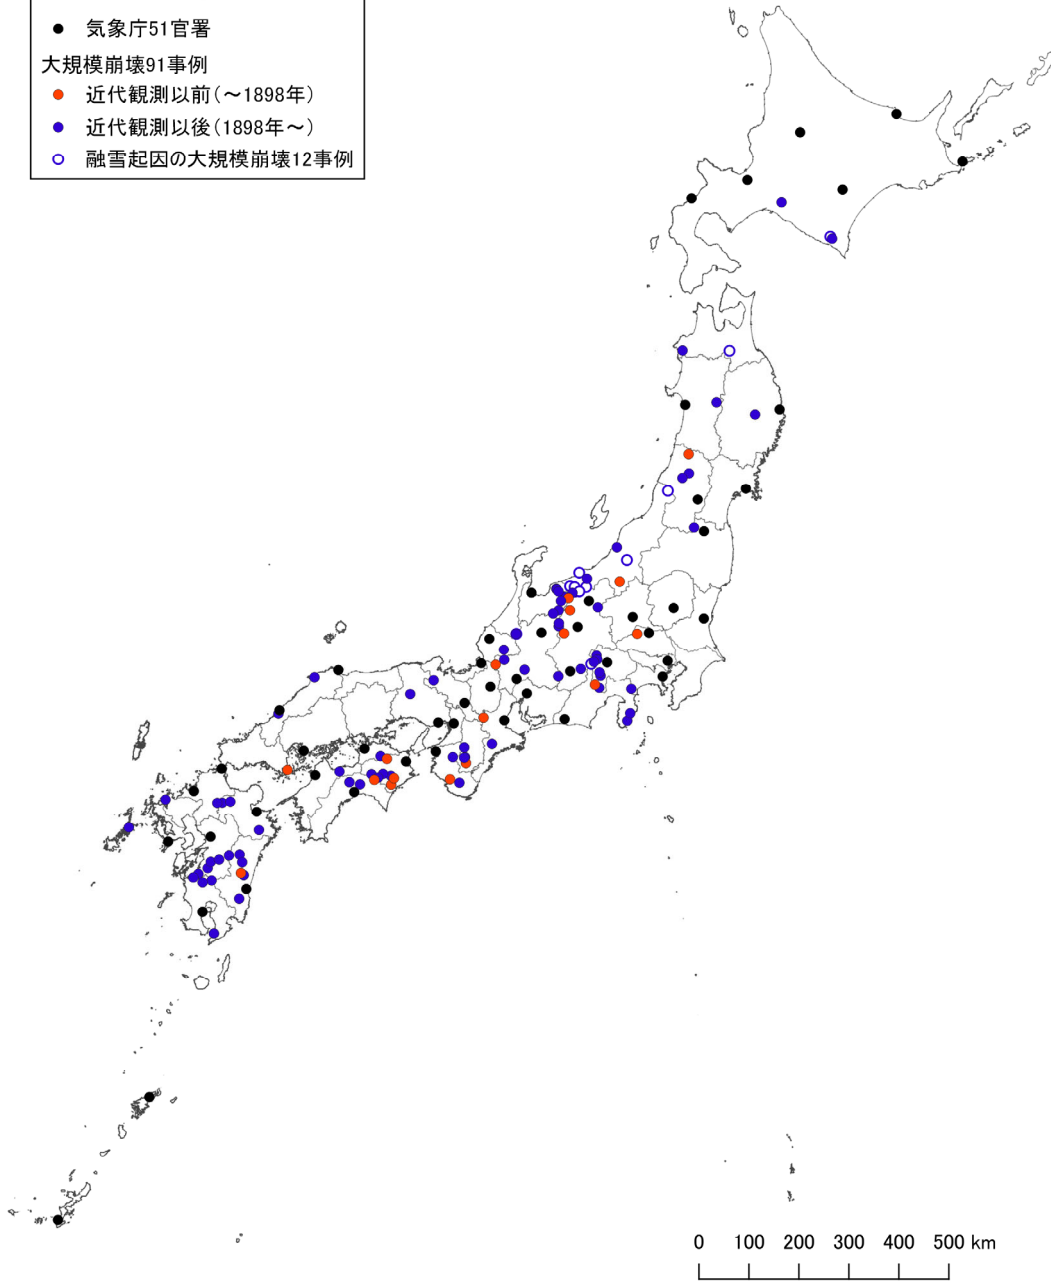 気象庁51官署
大規模崩壊91事例
近代観測以前(～1898年)
近代観測以後(1898年～)
融雪起因の大規模崩壊12事例
0 100 200 300 400 500 km